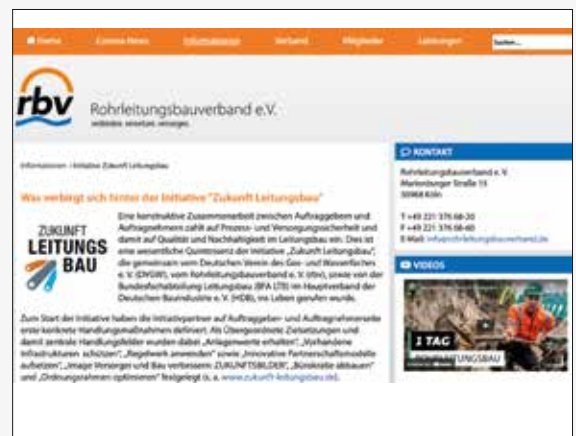 Home Corona News Informationen Verband Mitglieder Leistungen Suchen...
rbv
Rohrleitungsbauverband e.V.
verbinden. vernetzen. versorgen.
Informationen › Initiative Zukunft Leitungsbau
Was verbirgt sich hinter der Initiative "Zukunft Leitungsbau"
ZUKUNFT
LEITUNGS
BAU
Eine konstruktive Zusammenarbeit zwischen Auftraggebern und
Auftragnehmern zahlt auf Prozess- und Versorgungssicherheit und
damit auf Qualität und Nachhaltigkeit im Leitungsbau ein. Dies ist
eine wesentliche Quintessenz der Initiative „Zukunft Leitungsbau",
die gemeinsam vom Deutschen Verein des Gas- und Wasserfaches
e. V. (DVGW), vom Rohrleitungsbauverband e. V. (rbv), sowie von der
Bundesfachabteilung Leitungsbau (BFA LTB) im Hauptverband der
Deutschen Bauindustrie e. V. (HDB), ins Leben gerufen wurde.
Zum Start der Initiative haben die Initiativpartner auf Auftraggeber- und Auftragnehmerseite
erste konkrete Handlungsmaßnahmen definiert. Als Übergeordnete Zielsetzungen und
damit zentrale Handlungsfelder wurden dabei „Anlagenwerte erhalten", „Vorhandene
Infrastrukturen schützen", „Regelwerk anwenden" sowie „Innovative Partnerschaftsmodelle
aufsetzen", „Image Versorger und Bau verbessern: ZUKUNFTSBILDER", „Bürokratie abbauen"
und „Ordnungsrahmen optimieren" festgelegt (s. a. www.zukunft-leitungsbau.de).
KONTAKT
Rohrleitungsbauverband e. V.
Marienburger Straße 15
50968 Köln
T +49 221 376 68-20
F +49 221 376 68-60
E-Mail: info@rohrleitungsbauverband.de
VIDEOS
1 TAG
ROHRLEITUNGSBAU